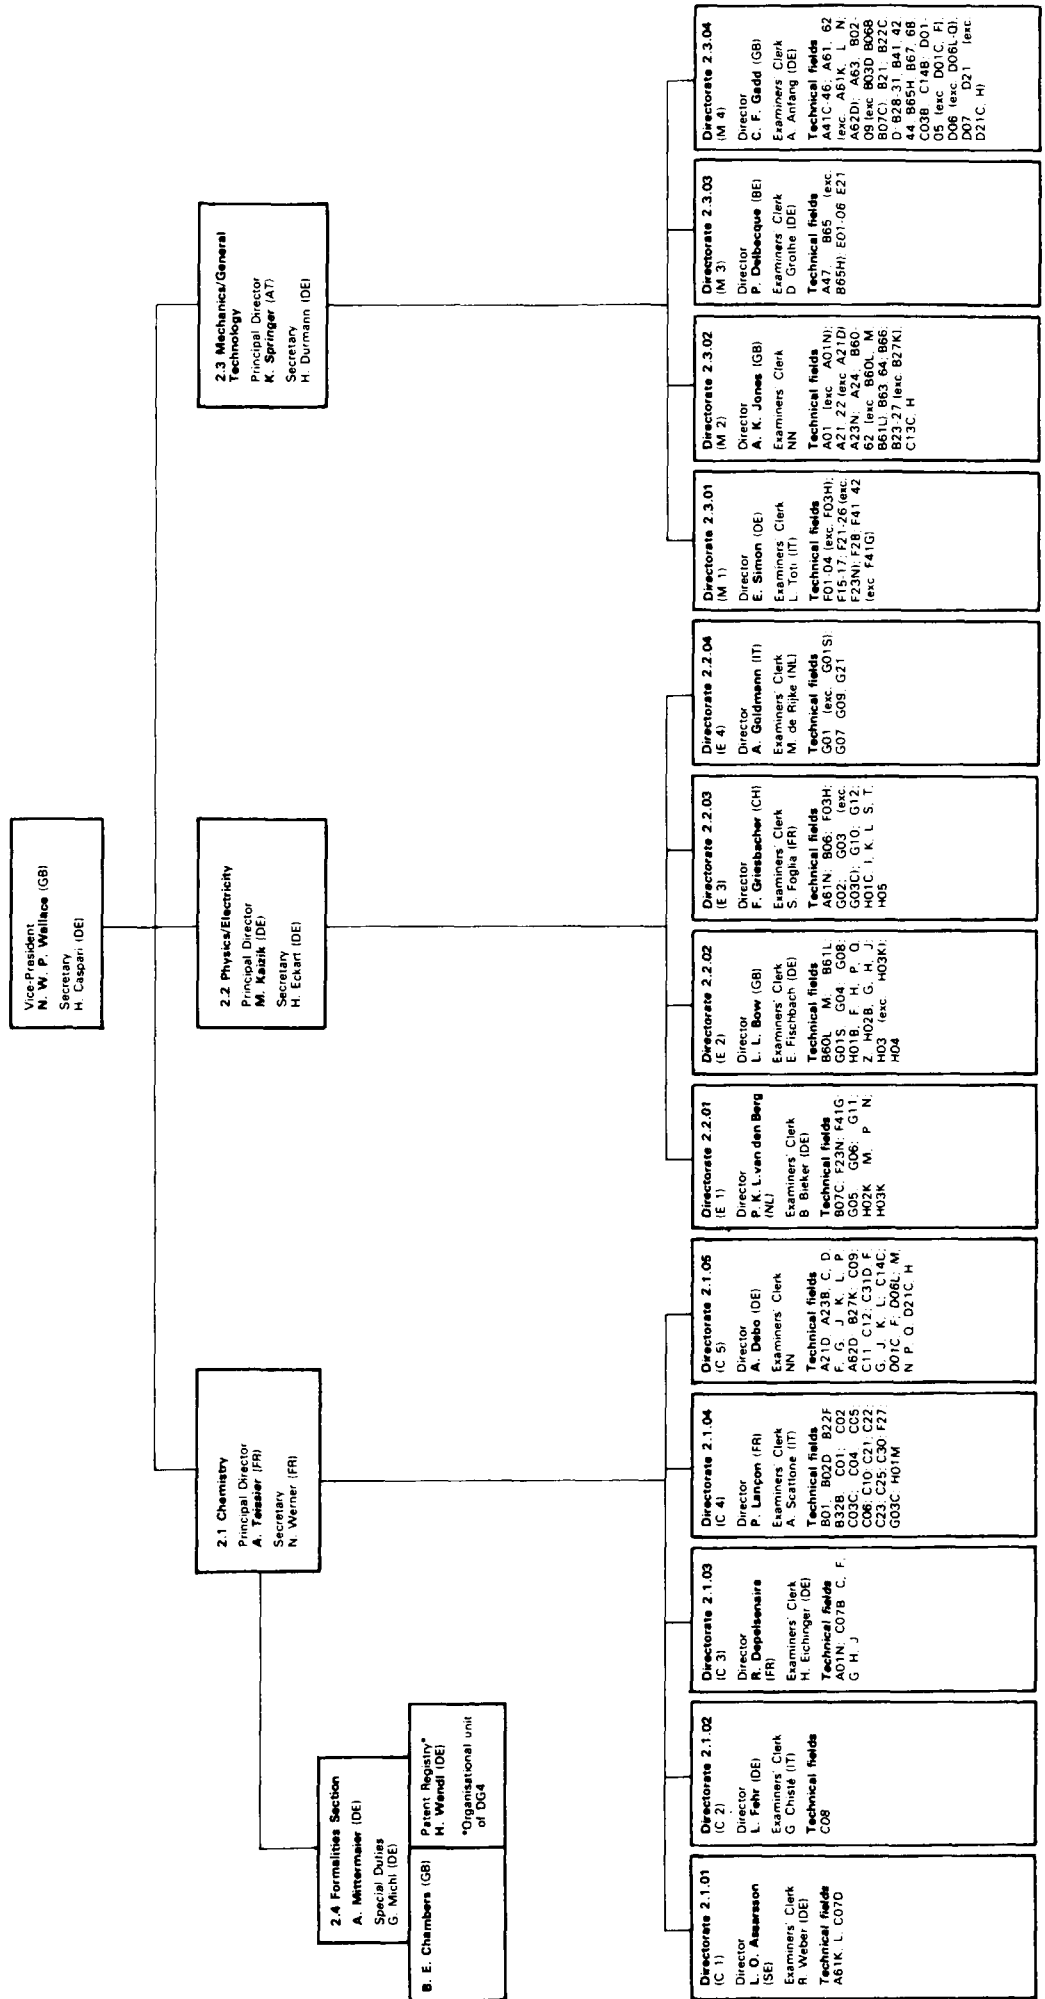 Vice-President
N. W. P. Wallace (GB)
Secretary
H. Caspari (DE)
2.1 Chemistry
Principal Director
A. Teissier (FR)
Secretary
N. Werner (FR)
2.2 Physics/Electricity
Principal Director
M. Kaizik (DE)
Secretary
H. Eckart (DE)
2.3 Mechanics/General
Technology
Principal Director
K. Springer (AT)
Secretary
H. Durmann (DE)
2.4 Formalities Section
A. Mittermaier (DE)
Special Duties
G. Michl (DE)
B. E. Chambers (GB)
Patent Registry*
H. Wendl (DE)
*Organisational unit
of DG4
Directorate 2.1.01
(C 1)
Director
L. O. Assarsson
(SE)
Examiners' Clerk
R. Weber (DE)
Technical fields
A61K, L, C07D
Directorate 2.1.02
(C 2)
Director
L. Fehr (DE)
Examiners' Clerk
G Chislé (IT)
Technical fields
C08
Directorate 2.1.03
(C 3)
Director
R. Depelsenaire
(FR)
Examiners' Clerk
H. Eichinger (DE)
Technical fields
A01N; C07B C, F,
G H, J
Directorate 2.1.04
(C 4)
Director
P. Lançon (FR)
Examiners' Clerk
A. Scatlone (IT)
Technical fields
B01, B02D B22F
B32B C01; C02
C03C; C04 CC5;
C06; C10; C21; C22;
C23; C25; C30; F27;
G03C; H01M
Directorate 2.1.05
(C 5)
Director
A. Debo (DE)
Examiners' Clerk
NN
Technical fields
A21D, A23B, C, D,
F, G, J K, L, P
A62D B27K; C09;
C11 C12; C31D F
G, J, K, L; C14C;
D01C, F; D06L; M,
N P, Q D21C, H
Directorate 2.2.01
(E 1)
Director
P. K. L. van den Berg
(NL)
Examiners' Clerk
B Bieker (DE)
Technical fields
B07C; F23N; F41G-
G05, G06; G11;
H02K M, P N;
H03K
Directorate 2.2.02
(E 2)
Director
L. L. Bow (GB)
Examiners' Clerk
E. Fischbach (DE)
Technical fields
B60L M, B61L
G01S G04 G08;
H01B, F H, P, Q,
Z H02B, G, H, J;
H03 (exc. H03K);
H04
Directorate 2.2.03
(E 3)
Director
F. Griesbacher (CH)
Examiners' Clerk
S. Foglia (FR)
Technical fields
A61N; B06; F03H;
G02; G03 (exc.
G03C); G10; G12;
H01C, J, K, L S, T,
H05
Directorate 2.2.04
(E 4)
Director
A. Goldmann (IT)
Examiners' Clerk
M. de Rijke (NL)
Technical fields
G01 (exc. G01S);
G07 G09, G21
Directorate 2.3.01
(M 1)
Director
E. Simon (DE)
Examiners' Clerk
L. Toti (IT)
Technical fields
F01-04 (exc. F03H);
F15-17; F21-26 (exc.
F23N); F28; F41 42
(exc F41G)
Directorate 2.3.02
(M 2)
Director
A. K. Jones (GB)
Examiners' Clerk
NN
Technical fields
A01 (exc A01N);
A21, 22 (exc A21D)
A23N; A24, B60-
62 (exc B60L, M
B61L) B63 64; B66;
B23-27 (exc B27K),
C13C, H
Directorate 2.3.03
(M 3)
Director
P. Delbecque (BE)
Examiners' Clerk
D Grothe (DE)
Technical fields
A47, B65 (exc
B65H) E01-06 E21
Directorate 2.3.04
(M 4)
Director
C. F. Gadd (GB)
Examiners' Clerk
A. Anfang (DE)
Technical fields
A41C-46; A61, 62
(exc. A61K, L N;
A62D); A63, B02-
09 (exc B03D B06B
B07C) B21; B22C
D B28-31, B41, 42
44 B65H, B67, 68
C03B C14B; D01-
05 (exc D01C, F),
D06 (exc. D06L-Q),
D07 D21 (exc
D21C, H)